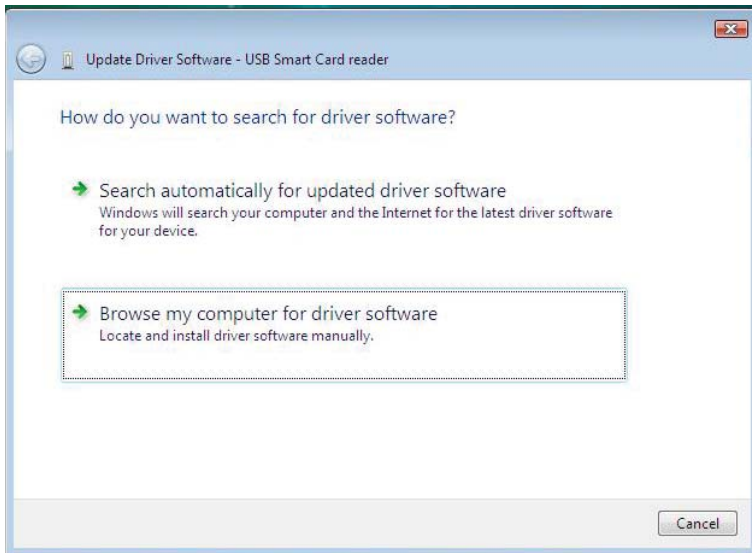 Update Driver Software - USB Smart Card reader
How do you want to search for driver software?
Search automatically for updated driver software
Windows will search your computer and the Internet for the latest driver software
for your device.
Browse my computer for driver software
Locate and install driver software manually.
Cancel